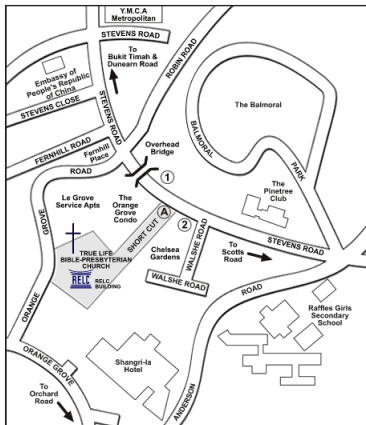 Y.M.C.A
Metropolitan
STEVENS ROAD
To
Bukit Timah &
Dunearn Road
ROBIN ROAD
Embassy of
People's Republic
of China
STEVENS CLOSE
STEVENS ROAD
The Balmoral
BALMORAL
PARK
FERNHILL ROAD
Fernhill
Place
Overhead
Bridge
ROAD
1
The
Pinetree
Club
Le Grove
Service Apts
The
Orange
Grove
Condo
A
2
GROVE
SHORT CUT
WALSHE ROAD
STEVENS ROAD
TRUE LIFE
BIBLE-PRESBYTERIAN
CHURCH
Chelsea
Gardens
To
Scotts
Road
RELC
RELC
BUILDING
WALSHE ROAD
ORANGE
ROAD
Raffles Girls
Secondary
School
ORANGE GROVE
Shangri-la
Hotel
To
Orchard
Road
ANDERSON